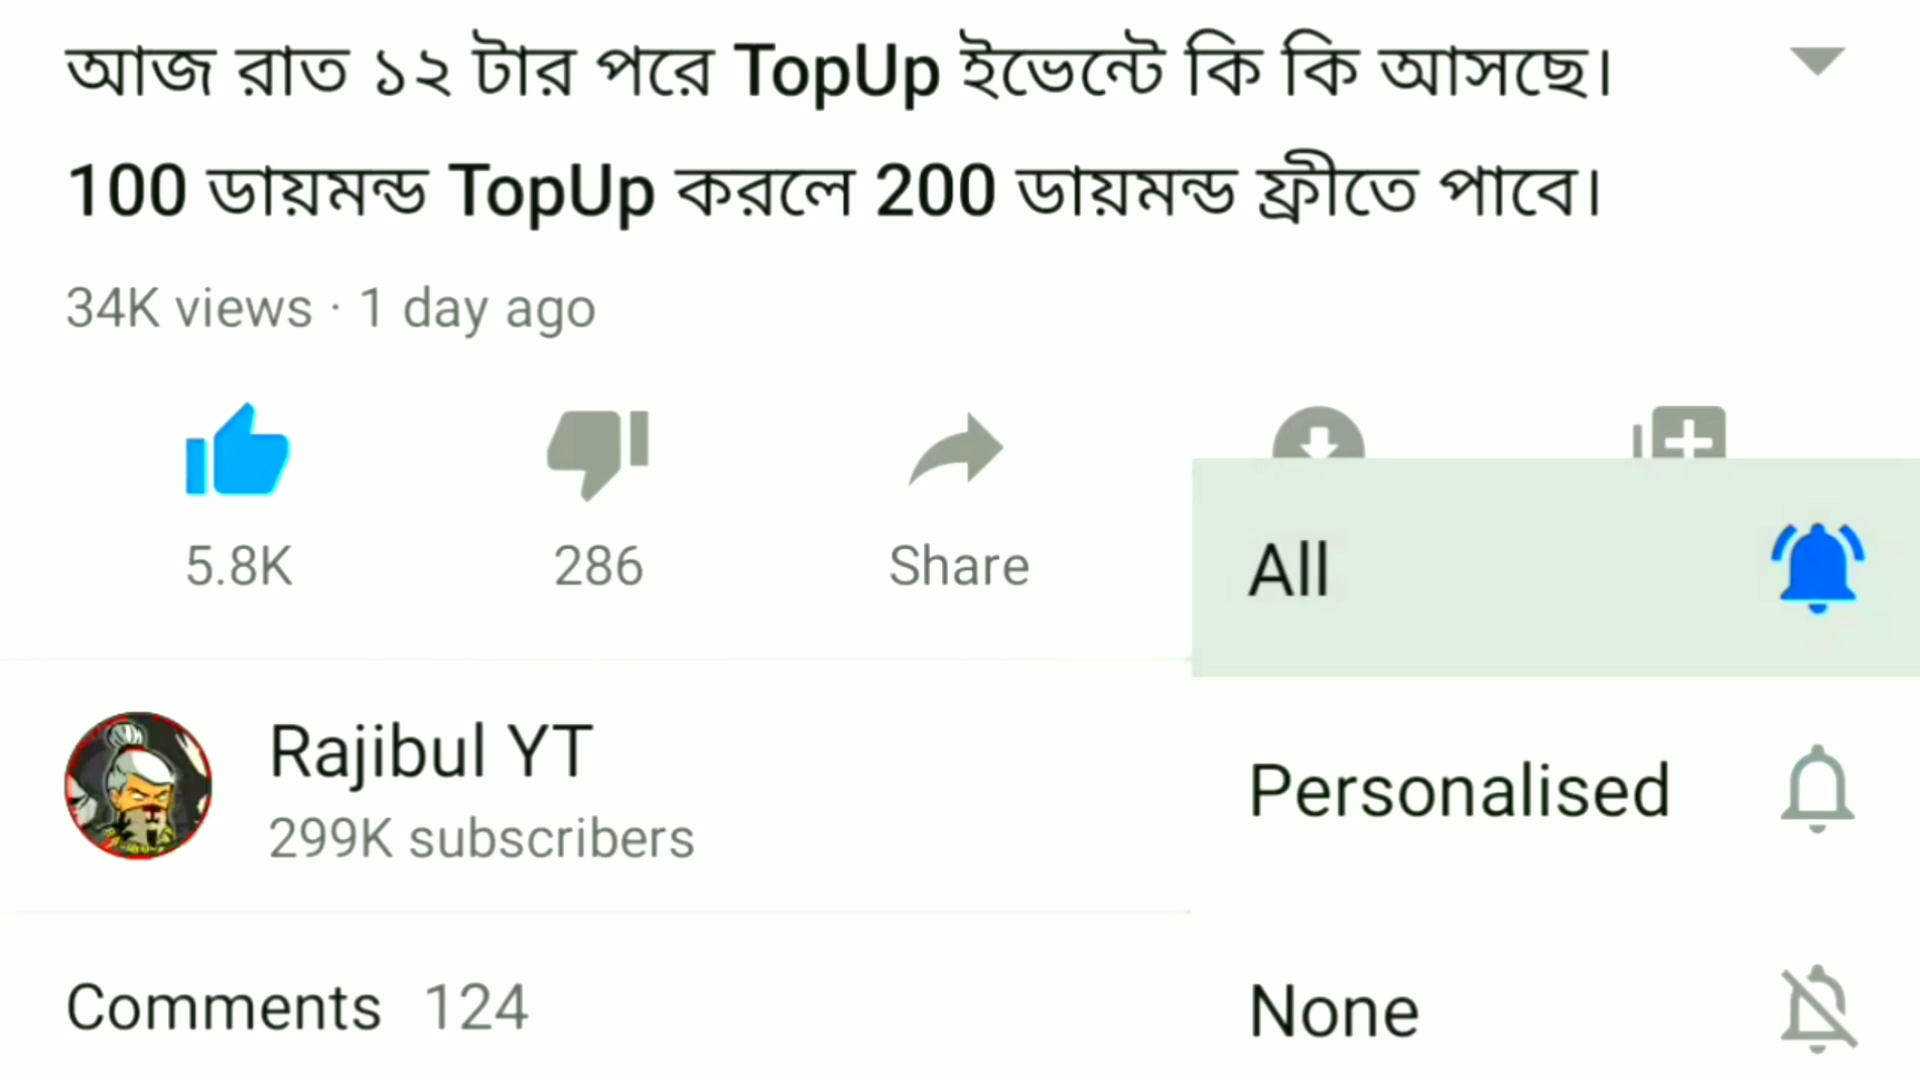 আজ রাত ১২ টার পরে TopUp ইভেন্টে কি কি আসছে।
100 ডায়মন্ড TopUp করলে 200 ডায়মন্ড ফ্রীতে পাবে।
34K views · 1 day ago
5.8K
286
Share
All
Rajibul YT
299K subscribers
Personalised
Comments 124
None